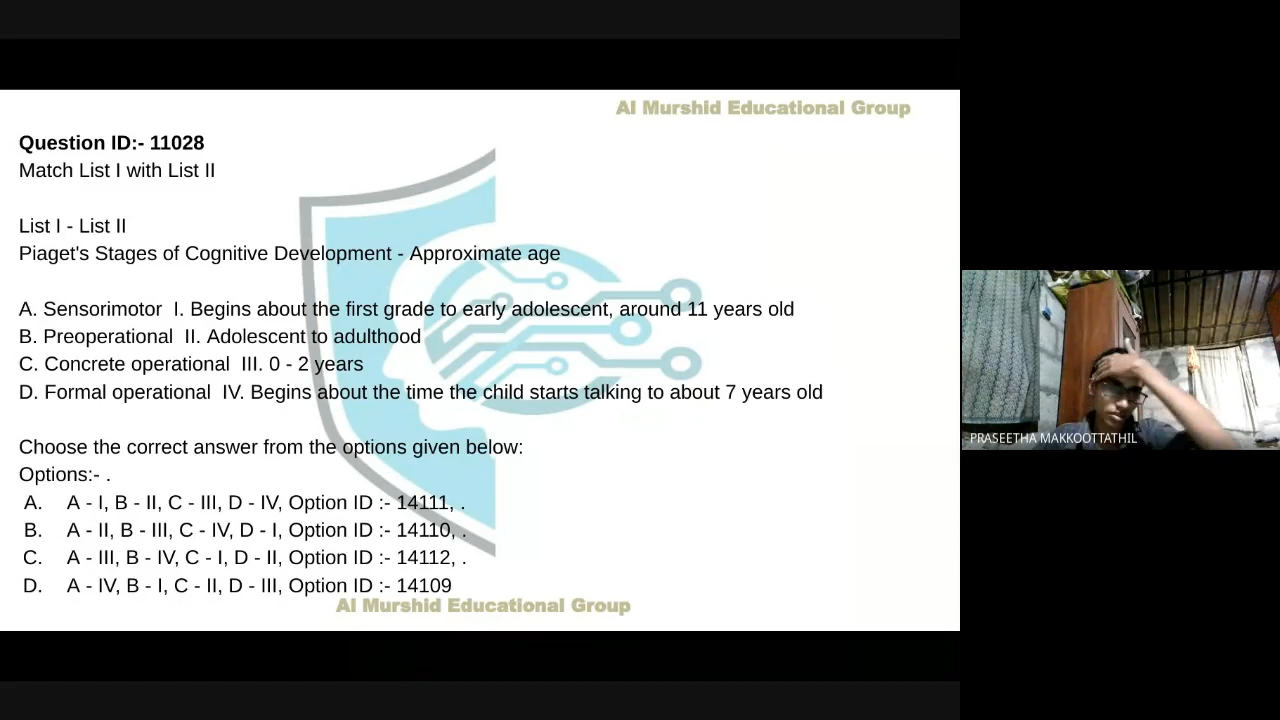 Al Murshid Educational Group
Question ID:- 11028
Match List I with List II
List I - List II
Piaget's Stages of Cognitive Development - Approximate age
A. Sensorimotor  I. Begins about the first grade to early adolescent, around 11 years old
B. Preoperational  II. Adolescent to adulthood
C. Concrete operational  III. 0 - 2 years
D. Formal operational  IV. Begins about the time the child starts talking to about 7 years old
Choose the correct answer from the options given below:
Options:- .
A. A - I, B - II, C - III, D - IV, Option ID :- 14111, .
B. A - II, B - III, C - IV, D - I, Option ID :- 14110, .
C. A - III, B - IV, C - I, D - II, Option ID :- 14112, .
D. A - IV, B - I, C - II, D - III, Option ID :- 14109
Al Murshid Educational Group
PRASEETHA MAKKOOTTATHIL